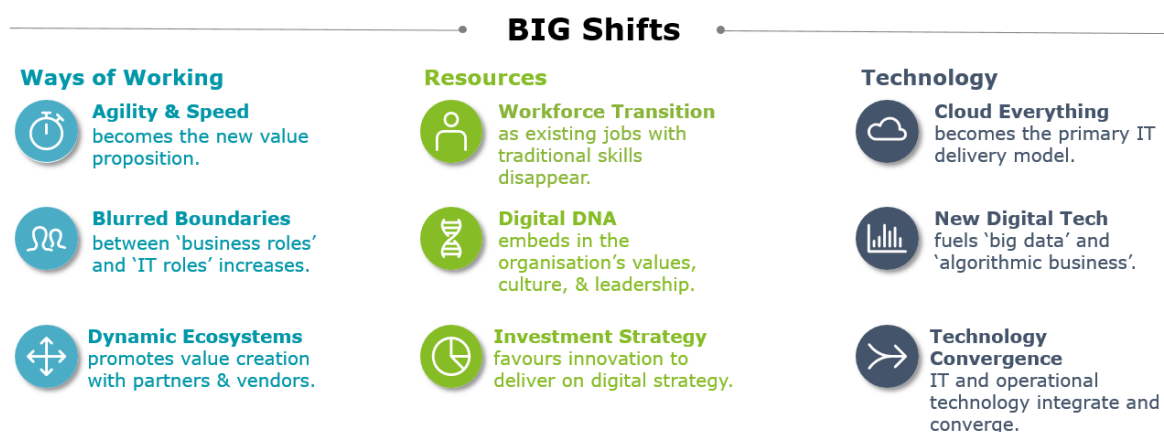 BIG Shifts
Ways of Working
Agility & Speed
becomes the new value
proposition.
Blurred Boundaries
between ‘business roles’
and ‘IT roles’ increases.
Dynamic Ecosystems
promotes value creation
with partners & vendors.
Resources
Workforce Transition
as existing jobs with
traditional skills
disappear.
Digital DNA
embeds in the
organisation’s values,
culture, & leadership.
Investment Strategy
favours innovation to
deliver on digital strategy.
Technology
Cloud Everything
becomes the primary IT
delivery model.
New Digital Tech
fuels ‘big data’ and
‘algorithmic business’.
Technology
Convergence
IT and operational
technology integrate and
converge.